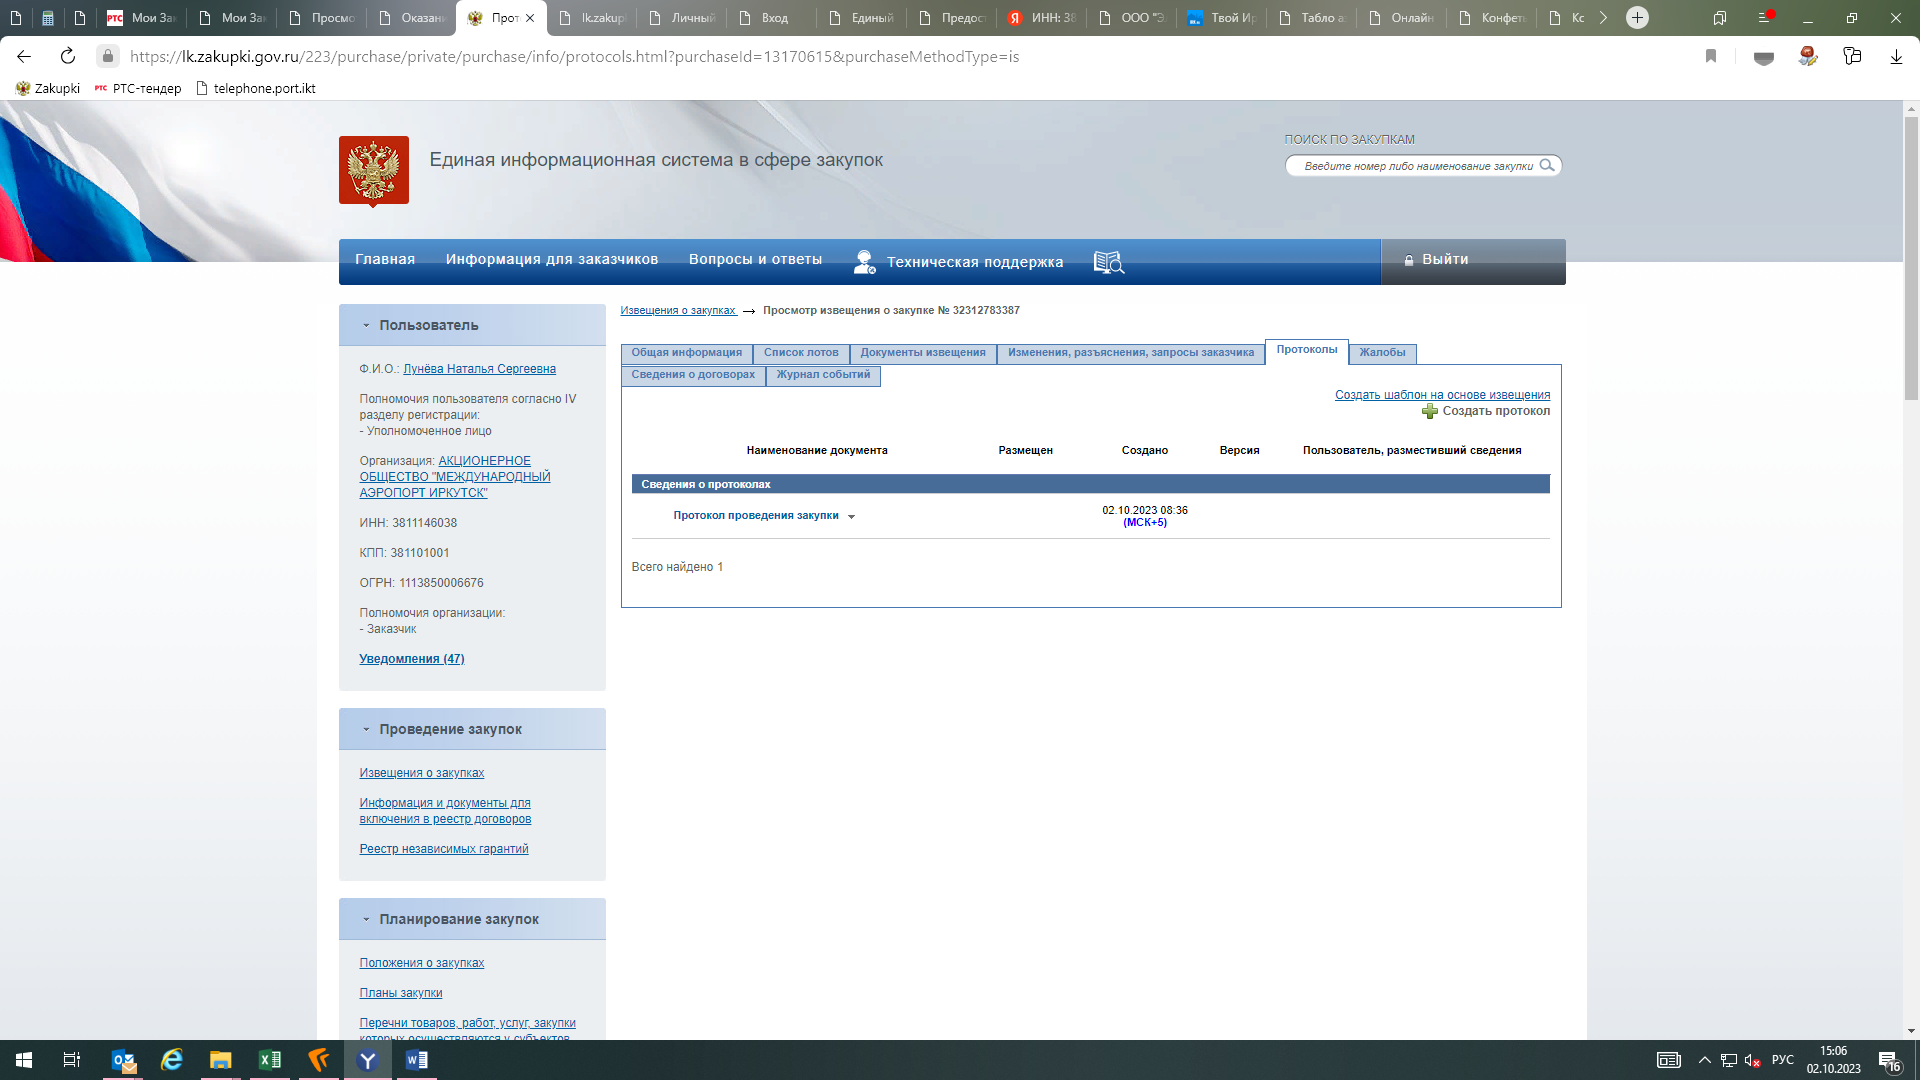 Мои За
Мои За
Просмо
Оказани
Прот
lk.zakup
Личный
Вход
Единый
Предос
ИНН: 38
ООО "Э
Твой Ир
Табло а
Онлайн
Конфет
Кс
https://lk.zakupki.gov.ru/223/purchase/private/purchase/info/protocols.html?purchaseId=13170615&purchaseMethodType=is
Zakupki
РТС-тендер
telephone.port.ikt
Единая информационная система в сфере закупок
ПОИСК ПО ЗАКУПКАМ
Введите номер либо наименование закупки
Главная
Информация для заказчиков
Вопросы и ответы
Техническая поддержка
Выйти
Пользователь
Ф.И.О.: Лунёва Наталья Сергеевна
Полномочия пользователя согласно IV
разделу регистрации:
- Уполномоченное лицо
Организация: АКЦИОНЕРНОЕ
ОБЩЕСТВО "МЕЖДУНАРОДНЫЙ
АЭРОПОРТ ИРКУТСК"
ИНН: 3811146038
КПП: 381101001
ОГРН: 1113850006676
Полномочия организации:
- Заказчик
Уведомления (47)
Проведение закупок
Извещения о закупках
Информация и документы для
включения в реестр договоров
Реестр независимых гарантий
Планирование закупок
Положения о закупках
Планы закупки
Перечни товаров, работ, услуг, закупки
которых осуществляются у субъектов
Извещения о закупках → Просмотр извещения о закупке № 32312783387
Общая информация
Список лотов
Документы извещения
Изменения, разъяснения, запросы заказчика
Протоколы
Жалобы
Сведения о договорах
Журнал событий
Создать шаблон на основе извещения
Создать протокол
Наименование документа
Размещен
Создано
Версия
Пользователь, разместивший сведения
Сведения о протоколах
Протокол проведения закупки
02.10.2023 08:36
(МСК+5)
Всего найдено 1
РУС
15:06
02.10.2023
16